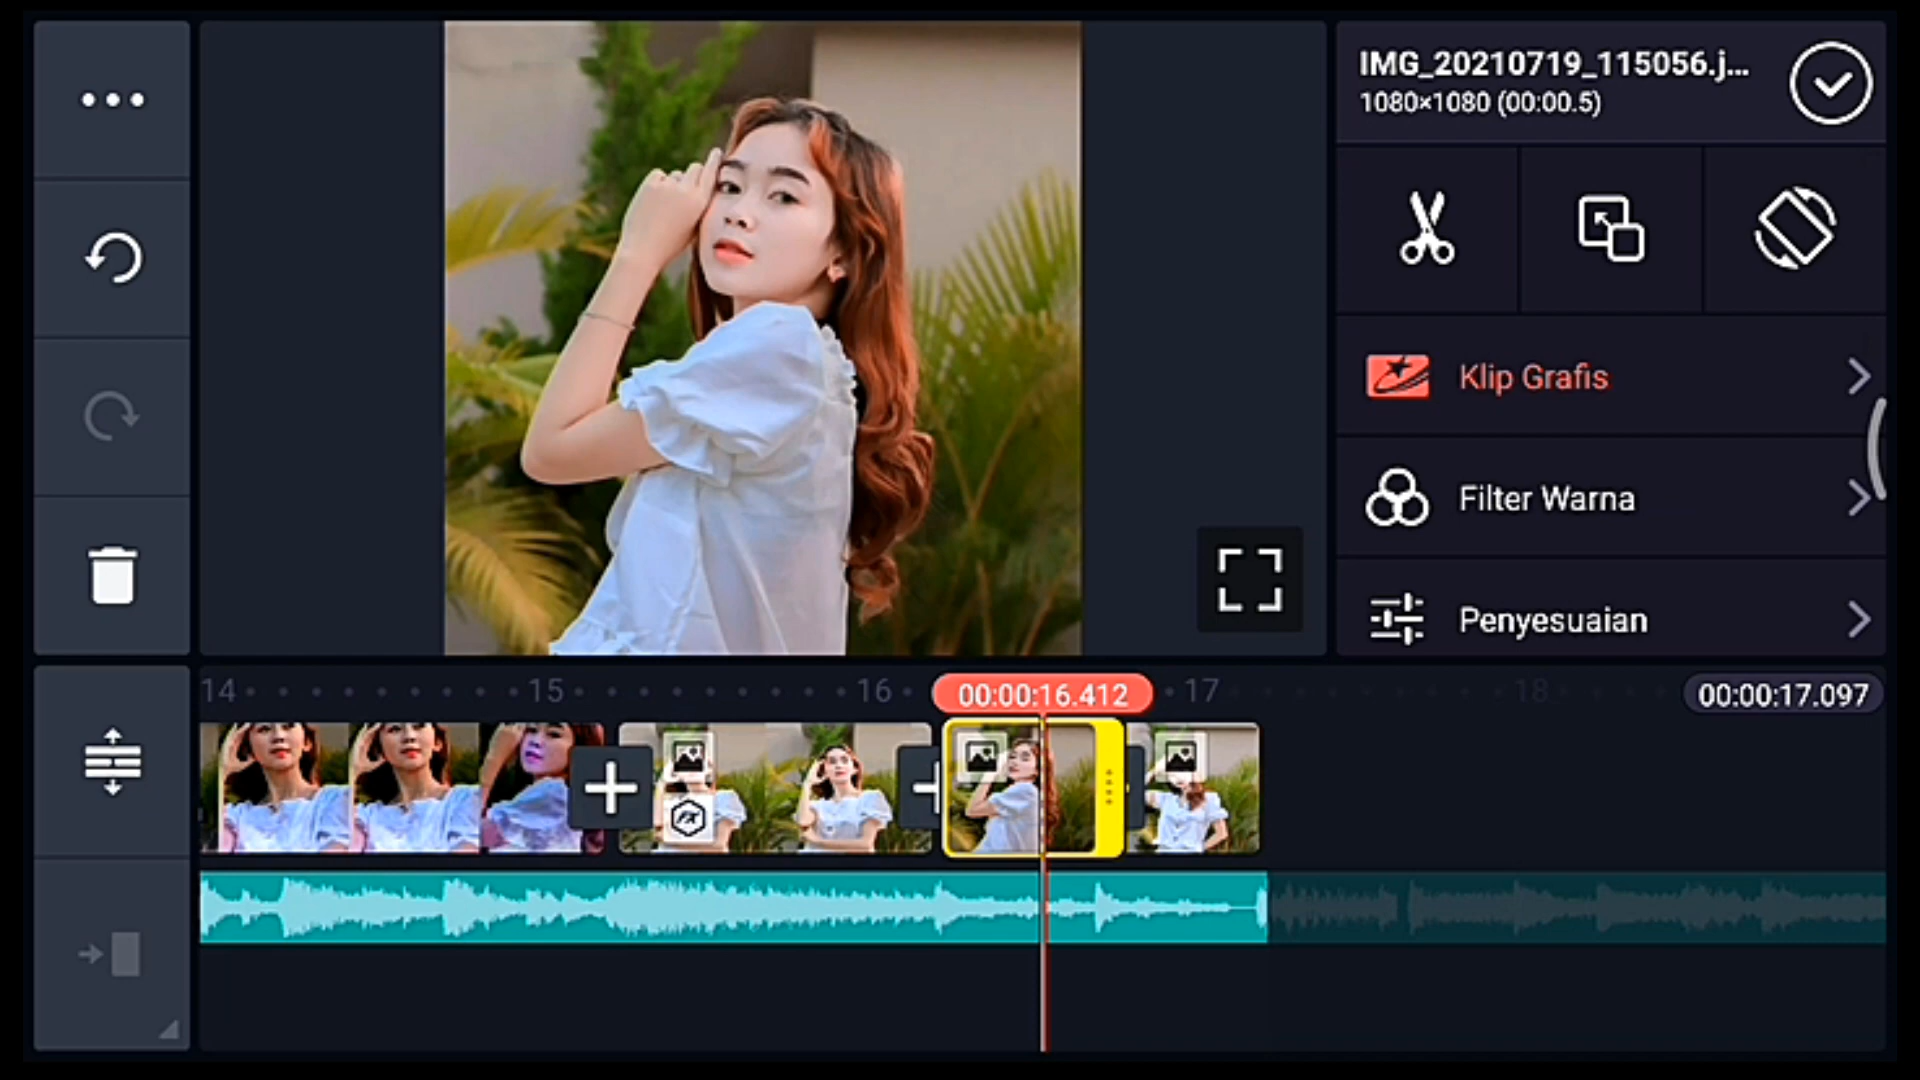 IMG_20210719_115056.j...
1080×1080 (00:00.5)
Klip Grafis
Filter Warna
Penyesuaian
14
15
16
00:00:16.412
17
18
00:00:17.097
FX